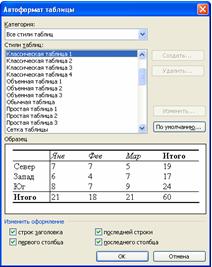 Автоформат таблицы
Категория:
Все стили таблиц
Стили таблиц:
Классическая таблица 1
Классическая таблица 2
Классическая таблица 3
Классическая таблица 4
Объемная таблица 1
Объемная таблица 2
Объемная таблица 3
Обычная таблица
Простая таблица 1
Простая таблица 2
Простая таблица 3
Сетка таблицы
Создать...
Удалить...
Изменить...
По умолчанию...
Образец
Янв Фев Мар Итого
Север 7 7 5 19
Запад 6 4 7 17
Юг 8 7 9 24
Итого 21 18 21 60
Изменить оформление
строк заголовка
последней строки
первого столбца
последнего столбца
ОК
Отмена